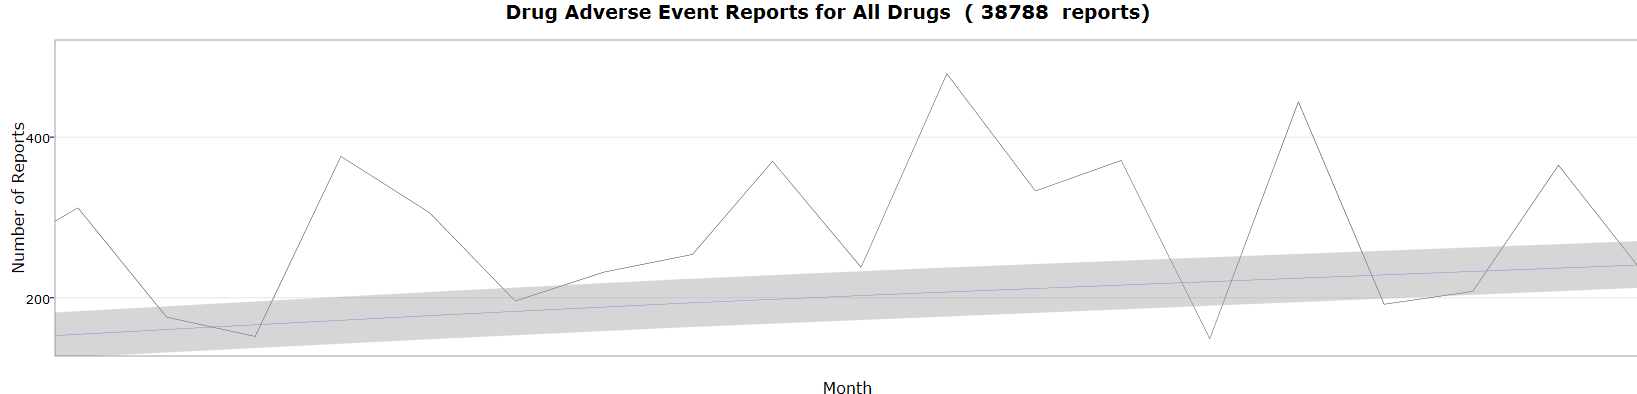 Drug Adverse Event Reports for All Drugs ( 38788 reports)
Number of Reports
400
200
Month